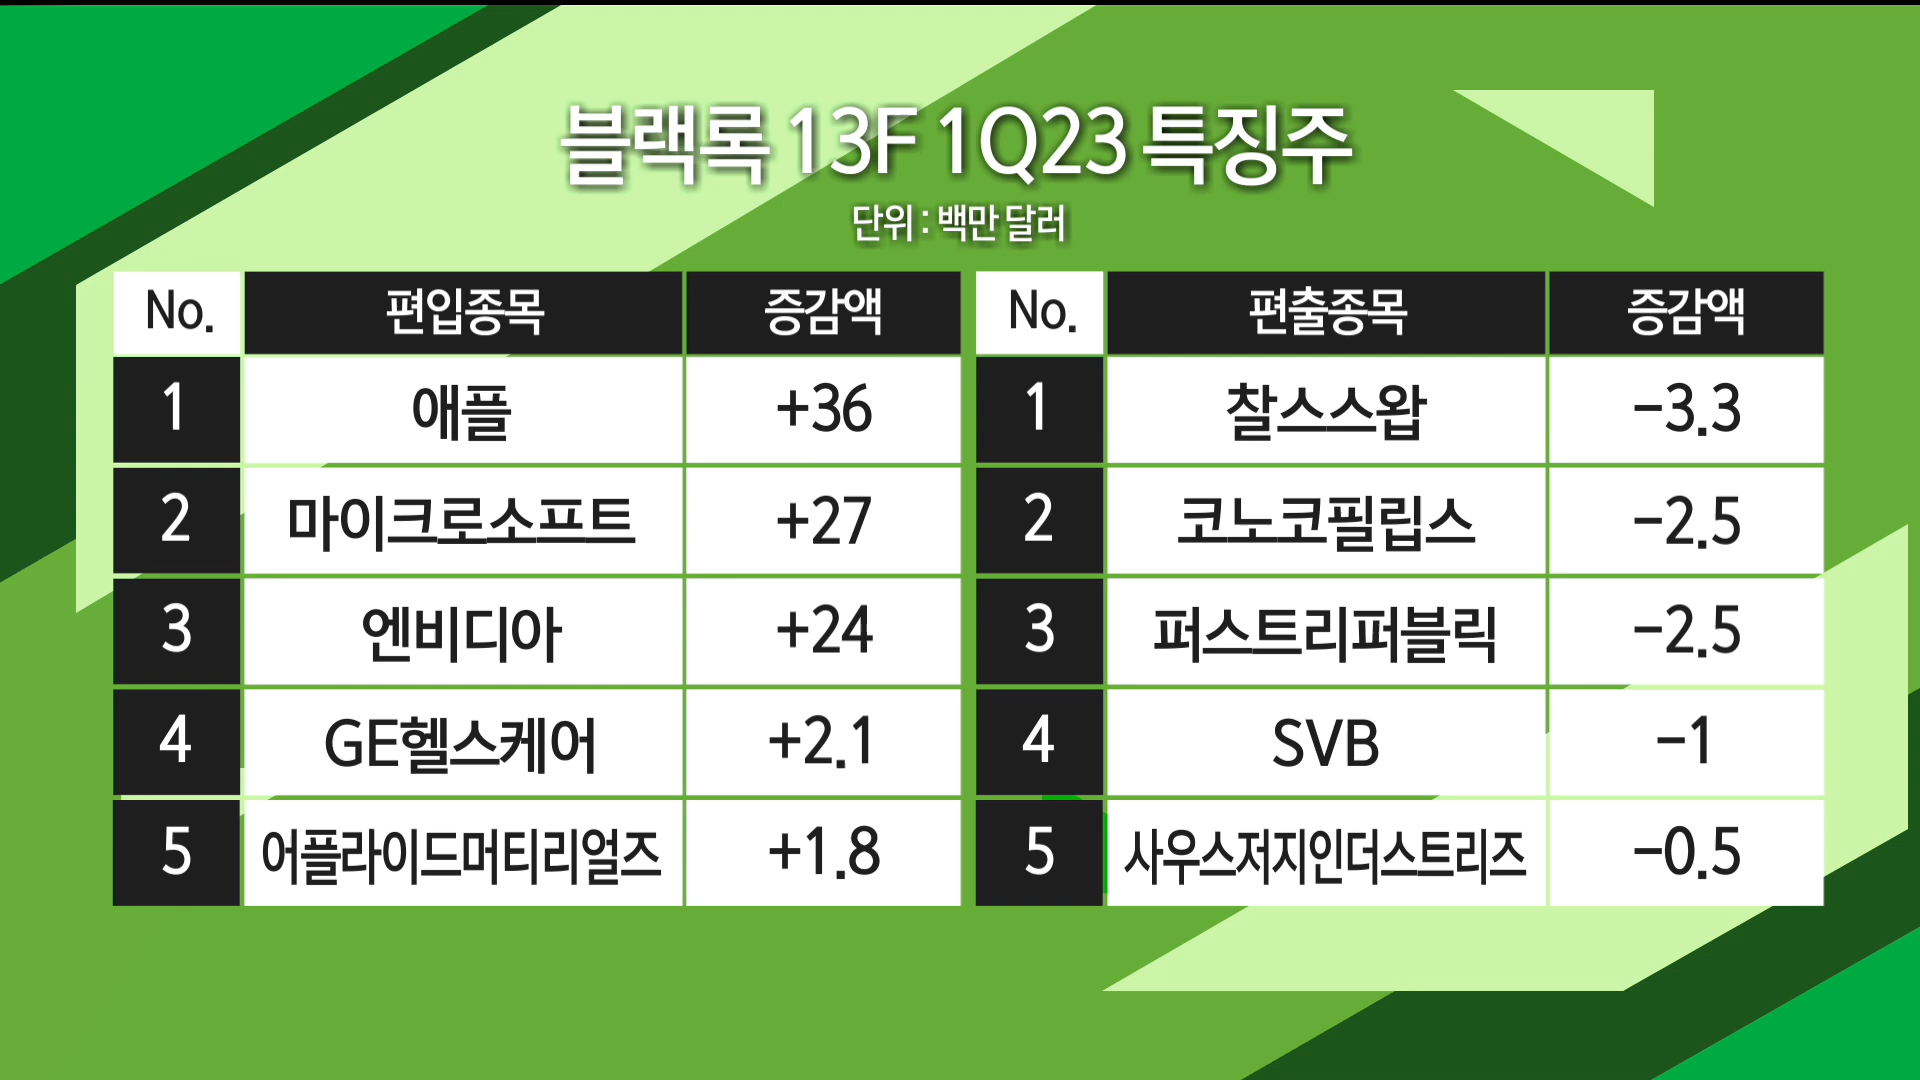 블랙록 13F 1Q23 특징주
단위 : 백만 달러
No. 편입종목 증감액 No. 편출종목 증감액
1 애플 +36 1 찰스스왑 -3.3
2 마이크로소프트 +27 2 코노코필립스 -2.5
3 엔비디아 +24 3 퍼스트리퍼블릭 -2.5
4 GE헬스케어 +2.1 4 SVB -1
5 어플라이드머티리얼즈 +1.8 5 사우스저지인더스트리즈 -0.5